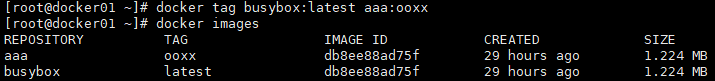 [root@docker01 ~]# docker tag busybox:latest aaa:ooxx
[root@docker01 ~]# docker images
REPOSITORY TAG IMAGE ID CREATED SIZE
aaa ooxx db8ee88ad75f 29 hours ago 1.224 MB
busybox latest db8ee88ad75f 29 hours ago 1.224 MB